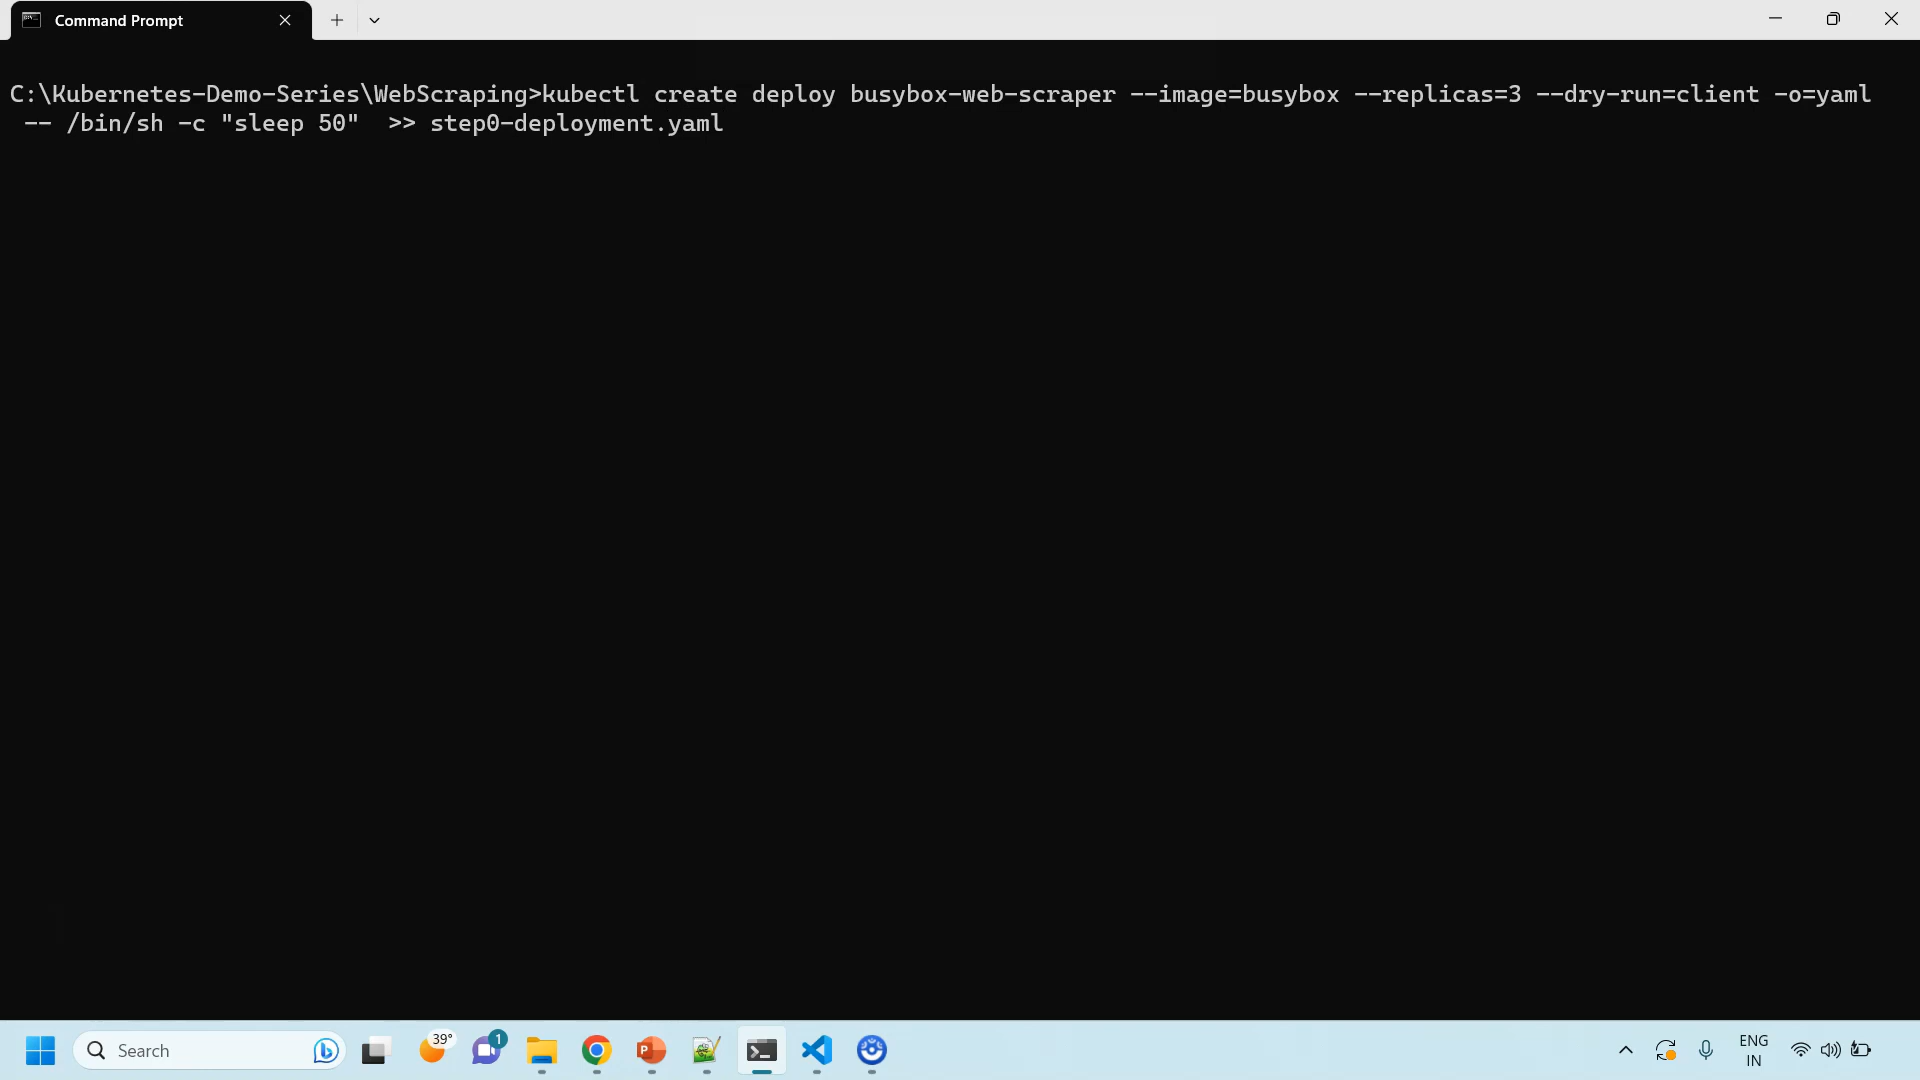 Command Prompt
C:\Kubernetes-Demo-Series\WebScraping>kubectl create deploy busybox-web-scraper --image=busybox --replicas=3 --dry-run=client -o=yaml
-- /bin/sh -c "sleep 50"  >> step0-deployment.yaml
Search
39°
1
P
ENG
IN